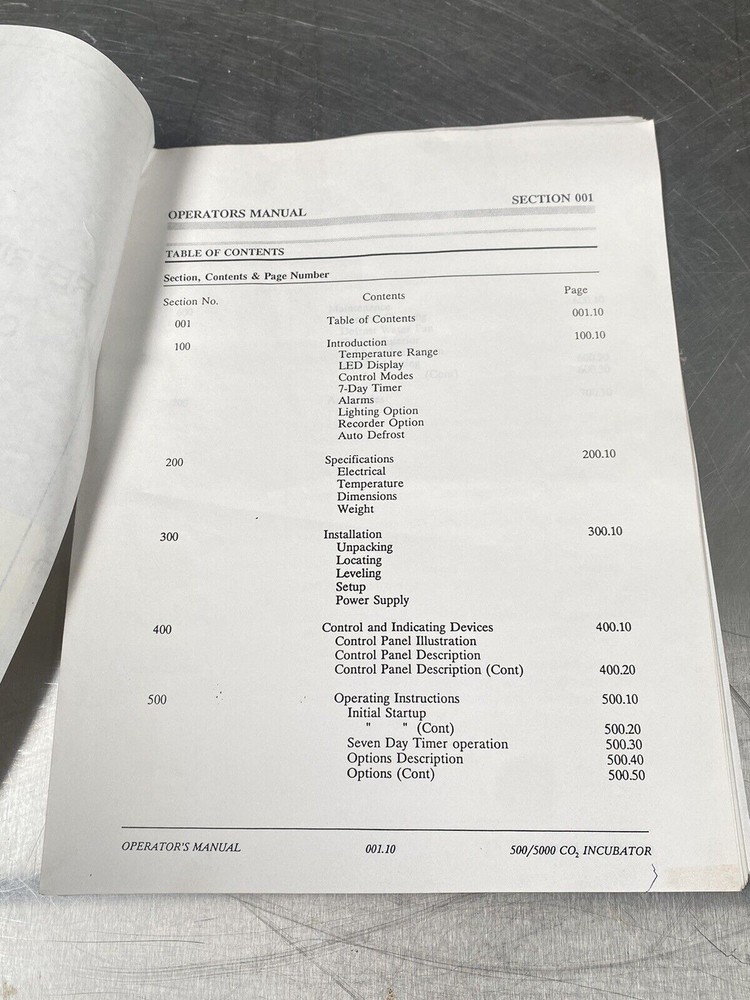 OPERATORS MANUAL SECTION 001
TABLE OF CONTENTS
Section, Contents & Page Number
Section No. Contents Page
001 Table of Contents 001.10
100 Introduction 100.10
Temperature Range
LED Display
Control Modes
7-Day Timer
Alarms
Lighting Option
Recorder Option
Auto Defrost
200 Specifications 200.10
Electrical
Temperature
Dimensions
Weight
300 Installation 300.10
Unpacking
Locating
Leveling
Setup
Power Supply
400 Control and Indicating Devices 400.10
Control Panel Illustration
Control Panel Description
Control Panel Description (Cont) 400.20
500 Operating Instructions 500.10
Initial Startup
" " (Cont) 500.20
Seven Day Timer operation 500.30
Options Description 500.40
Options (Cont) 500.50
OPERATOR'S MANUAL 001.10 500/5000 CO₂ INCUBATOR